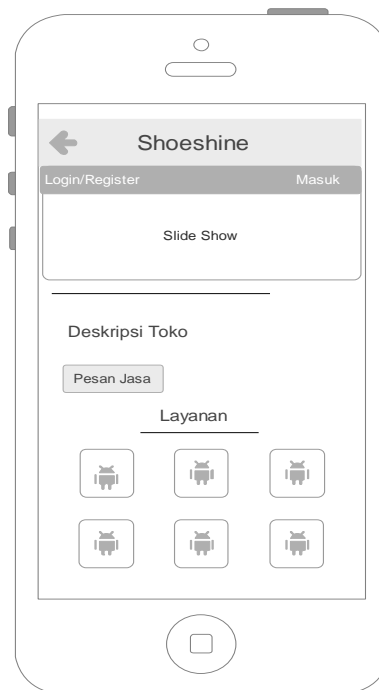 Shoeshine
Login/Register Masuk
Slide Show
Deskripsi Toko
Pesan Jasa
Layanan